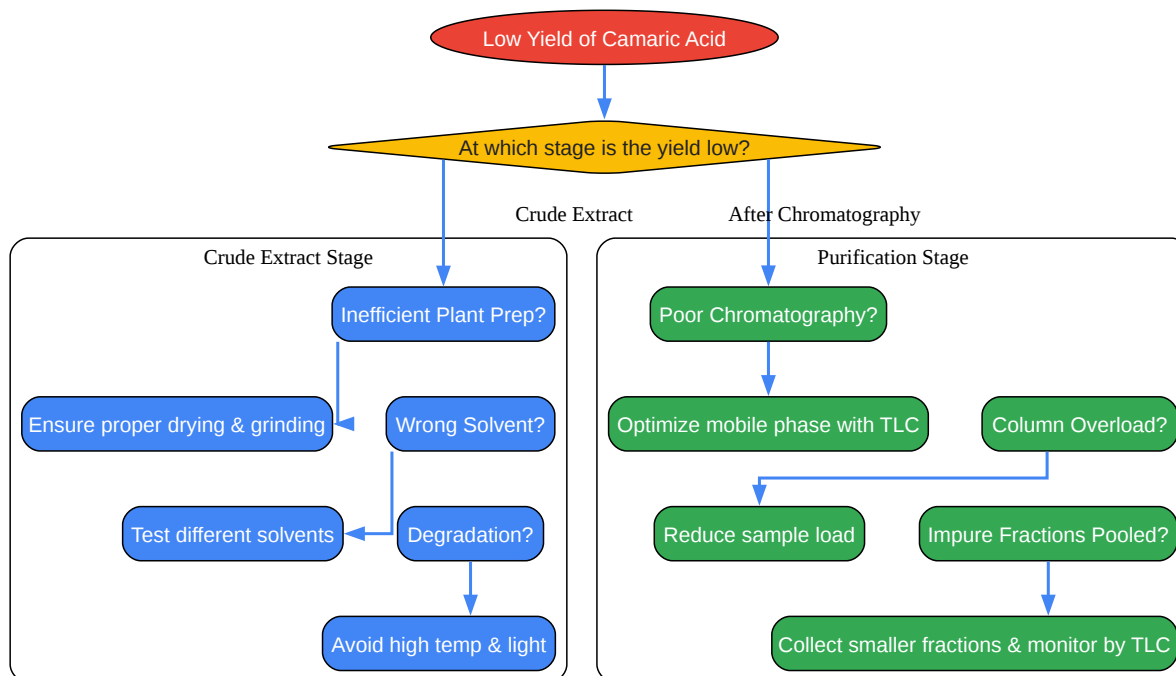 Low Yield of Camaric Acid
At which stage is the yield low?
Crude Extract
After Chromatography
Crude Extract Stage
Purification Stage
Inefficient Plant Prep?
Poor Chromatography?
Ensure proper drying & grinding
Wrong Solvent?
Optimize mobile phase with TLC
Column Overload?
Test different solvents
Degradation?
Reduce sample load
Impure Fractions Pooled?
Avoid high temp & light
Collect smaller fractions & monitor by TLC